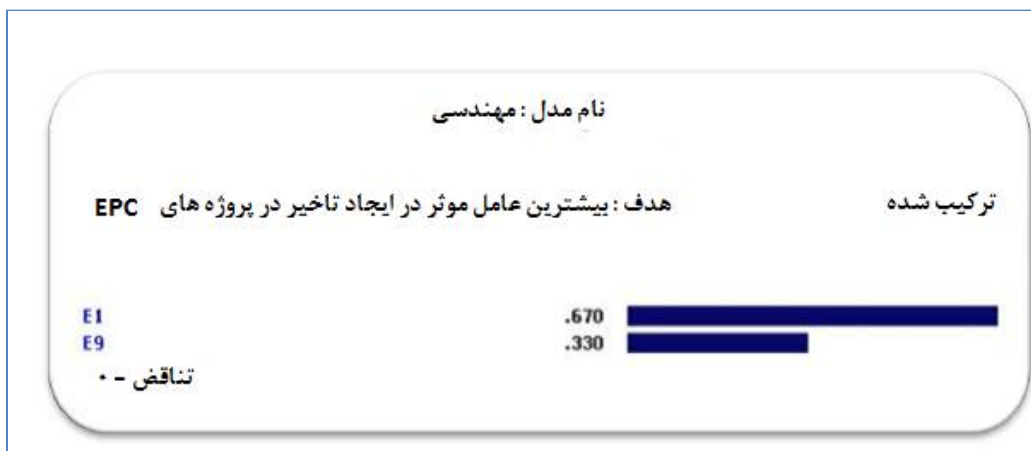 نام مدل : مهندسی
ترکیب شده
هدف : بیشترین عامل موثر در ایجاد تاخیر در پروژه های EPC
E1 .670
E9 .330
تناقض - ۰